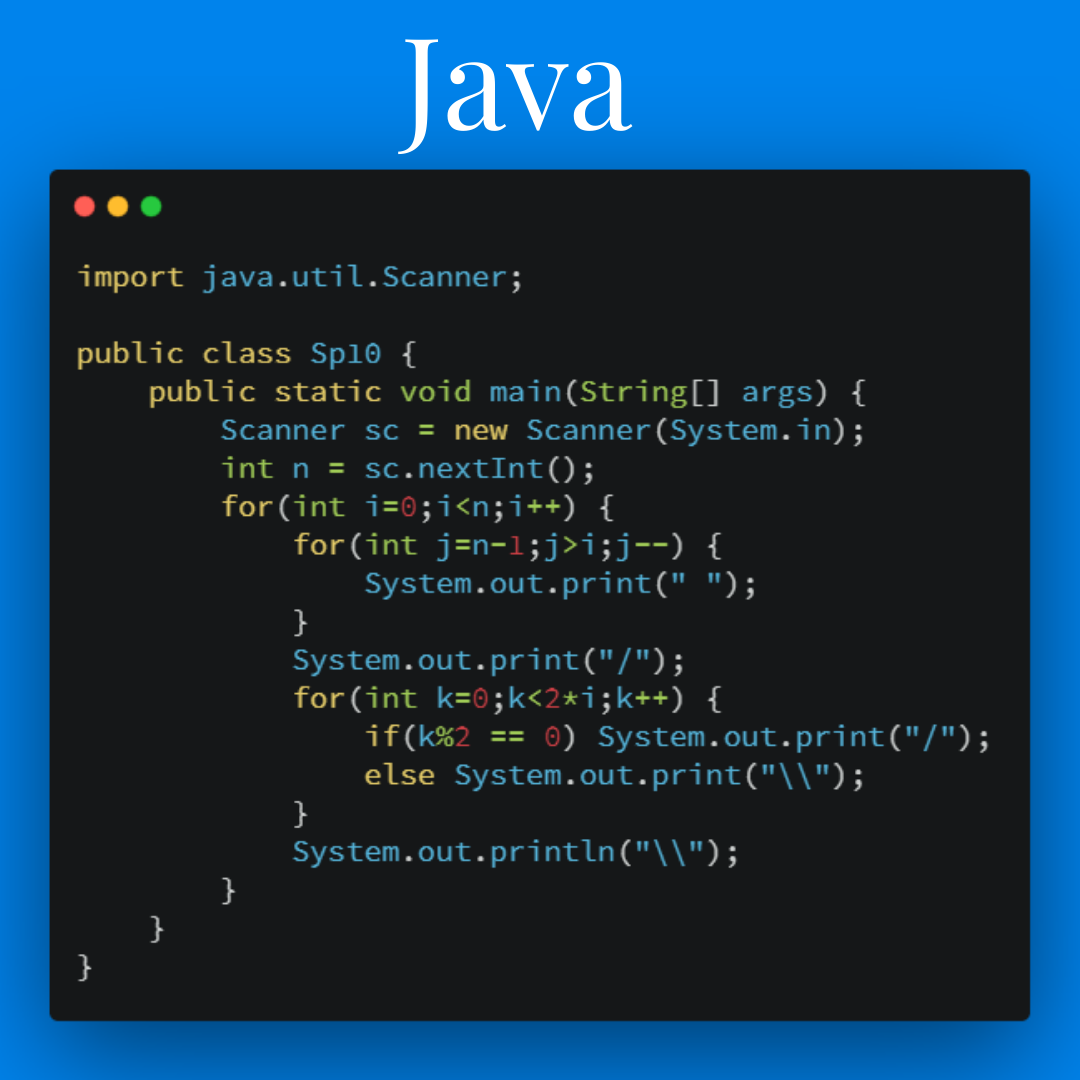 Java
import java.util.Scanner;
public class Sp10 {
    public static void main(String[] args) {
        Scanner sc = new Scanner(System.in);
        int n = sc.nextInt();
        for(int i=0;i<n;i++) {
            for(int j=n-1;j>i;j--) {
                System.out.print(" ");
            }
            System.out.print("/");
            for(int k=0;k<2*i;k++) {
                if(k%2 == 0) System.out.print("/");
                else System.out.print("\\");
            }
            System.out.println("\\");
        }
    }
}